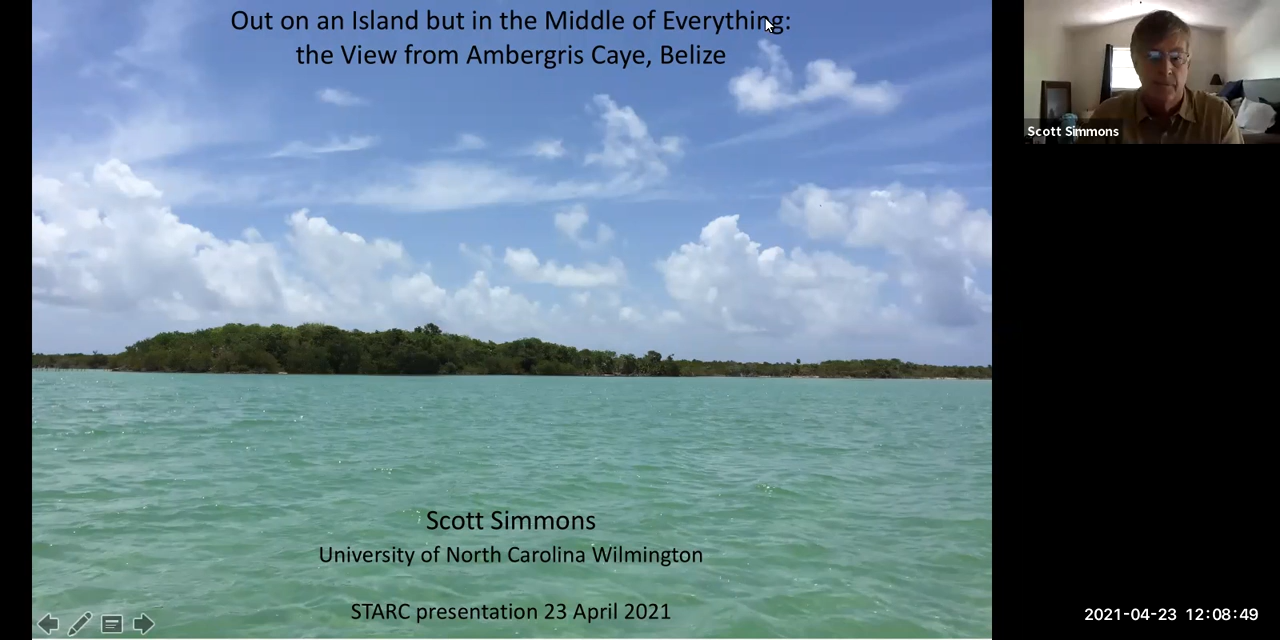 Out on an Island but in the Middle of Everything:
the View from Ambergris Caye, Belize
Scott Simmons
Scott Simmons
University of North Carolina Wilmington
STARC presentation 23 April 2021
2021-04-23 12:08:49